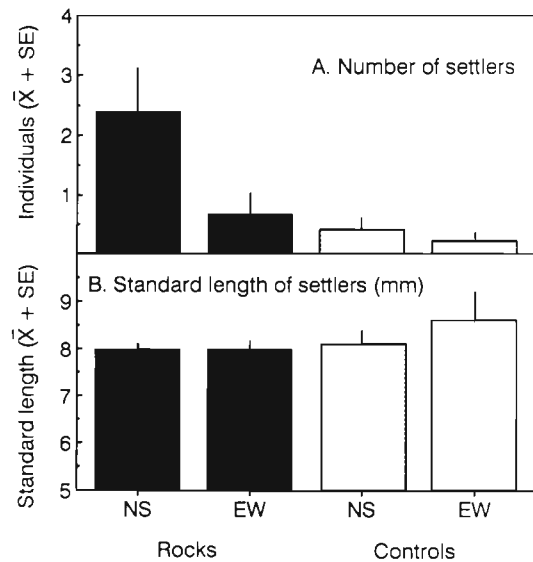 Individuals (X̄ + SE)
4
3
2
1
A. Number of settlers
Standard length (X̄ + SE)
9
8
7
6
5
B. Standard length of settlers (mm)
NS EW NS EW
Rocks Controls